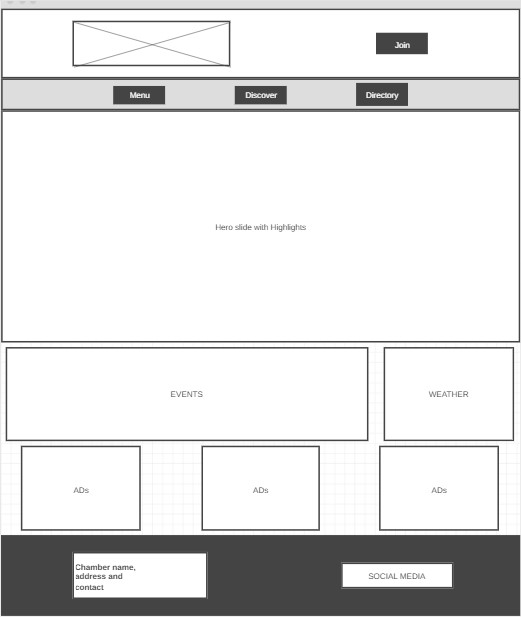 Join
Menu
Discover
Directory
Hero slide with Highlights
EVENTS
WEATHER
ADs
ADs
ADs
Chamber name,
address and
contact
SOCIAL MEDIA